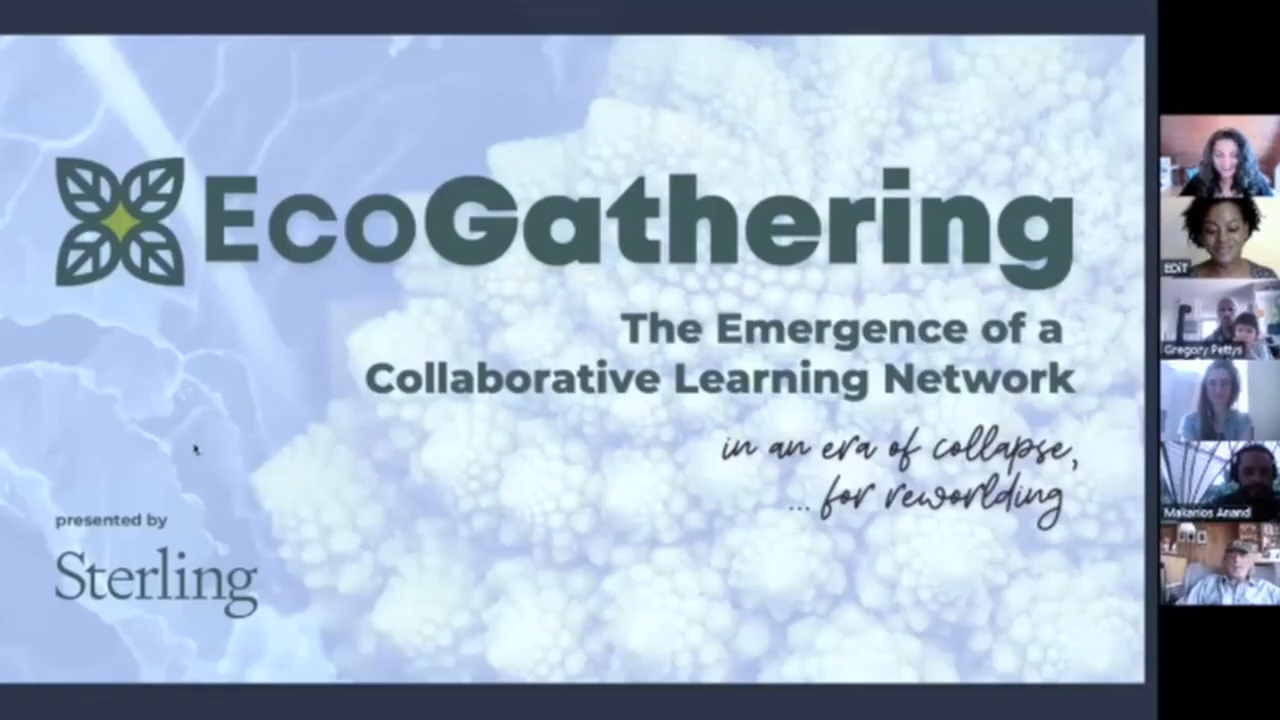 EcoGathering
The Emergence of a
Collaborative Learning Network
in an era of collapse,
... for reworlding
presented by
Sterling
EDiT
Gregory Pettys
Makarios Anand